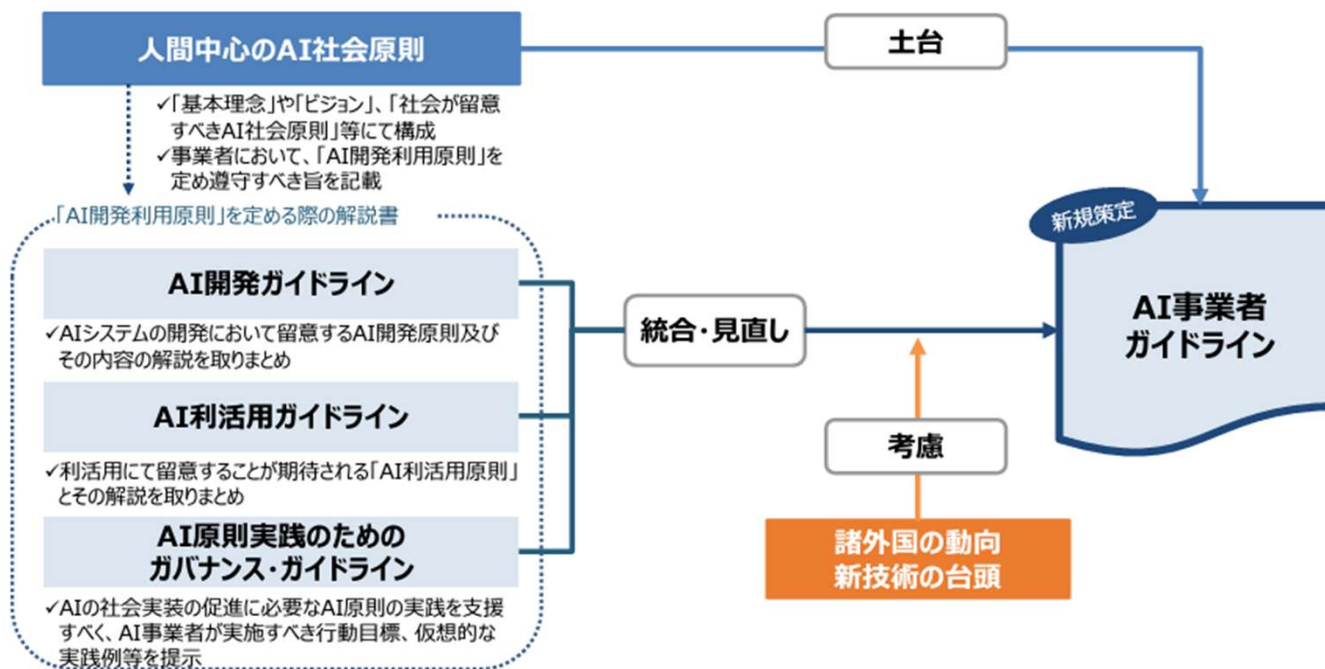 人間中心のAI社会原則
土台
✓「基本理念」や「ビジョン」、「社会が留意
すべきAI社会原則」等にて構成
✓事業者において、「AI開発利用原則」を
定め遵守すべき旨を記載
「AI開発利用原則」を定める際の解説書
AI開発ガイドライン
✓AIシステムの開発において留意するAI開発原則及び
その内容の解説を取りまとめ
AI利活用ガイドライン
✓利活用にて留意することが期待される「AI利活用原則」
とその解説を取りまとめ
AI原則実践のための
ガバナンス・ガイドライン
✓AIの社会実装の促進に必要なAI原則の実践を支援
すべく、AI事業者が実施すべき行動目標、仮想的な
実践例等を提示
統合・見直し
考慮
諸外国の動向
新技術の台頭
新規策定
AI事業者
ガイドライン